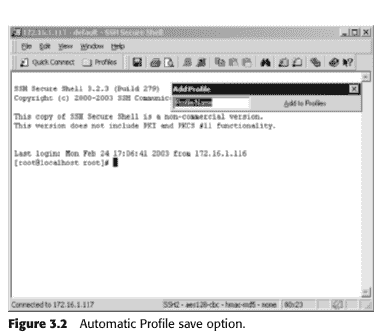 172.16.1.117 - default - SSH Secure Shell
File Edit View Window Help
Quick Connect Profiles
SSH Secure Shell 3.2.3 (Build 279)
Copyright (c) 2000-2003 SSH Communic
Add Profile
Profile Name
Add to Profiles
This copy of SSH Secure Shell is a non-commercial version.
This version does not include PKI and PKCS #11 functionality.
Last login: Mon Feb 24 17:06:41 2003 from 172.16.1.116
[root@localhost root]#
Connected to 172.16.1.117 SSH2 - aes128-cbc - hmac-md5 - none 80x23
Figure 3.2 Automatic Profile save option.